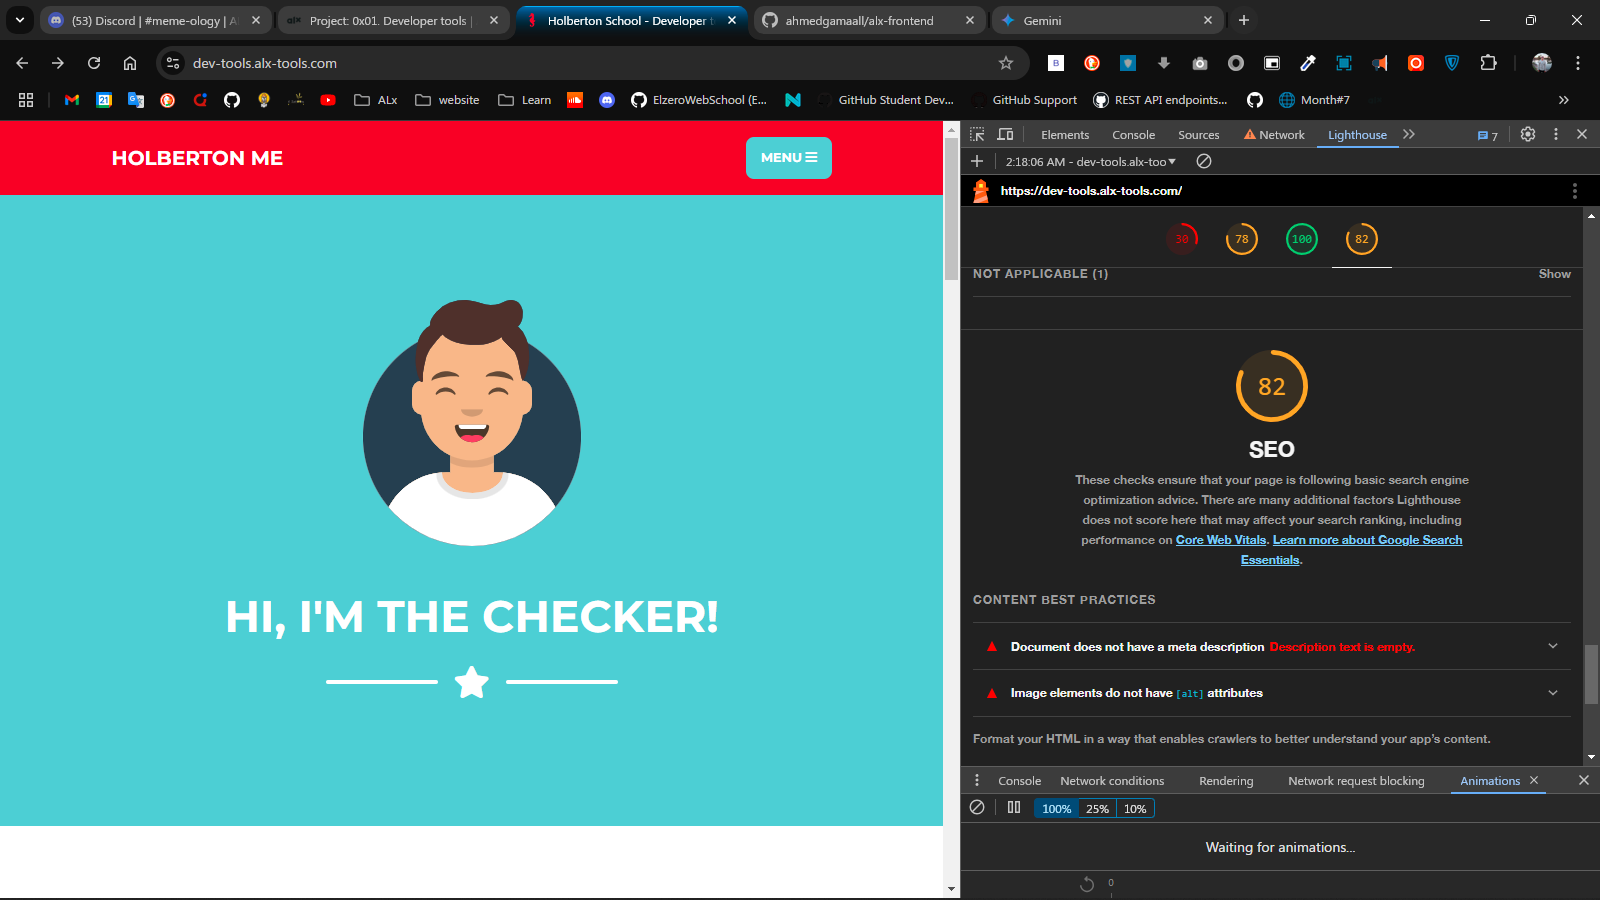 (53) Discord | #meme-ology | A
Project: 0x01. Developer tools |
Holberton School - Developer t
ahmedgamaall/alx-frontend
Gemini
dev-tools.alx-tools.com
ALx
website
Learn
ElzeroWebSchool (E...
GitHub Student Dev...
GitHub Support
REST API endpoints...
Month#7
HOLBERTON ME
MENU
HI, I'M THE CHECKER!
Elements
Console
Sources
Network
Lighthouse
7
2:18:06 AM - dev-tools.alx-too
https://dev-tools.alx-tools.com/
30
78
100
82
NOT APPLICABLE (1)
Show
82
SEO
These checks ensure that your page is following basic search engine
optimization advice. There are many additional factors Lighthouse
does not score here that may affect your search ranking, including
performance on Core Web Vitals. Learn more about Google Search
Essentials.
CONTENT BEST PRACTICES
Document does not have a meta description Description text is empty.
Image elements do not have [alt] attributes
Format your HTML in a way that enables crawlers to better understand your app's content.
Console
Network conditions
Rendering
Network request blocking
Animations
100%
25%
10%
Waiting for animations...
0